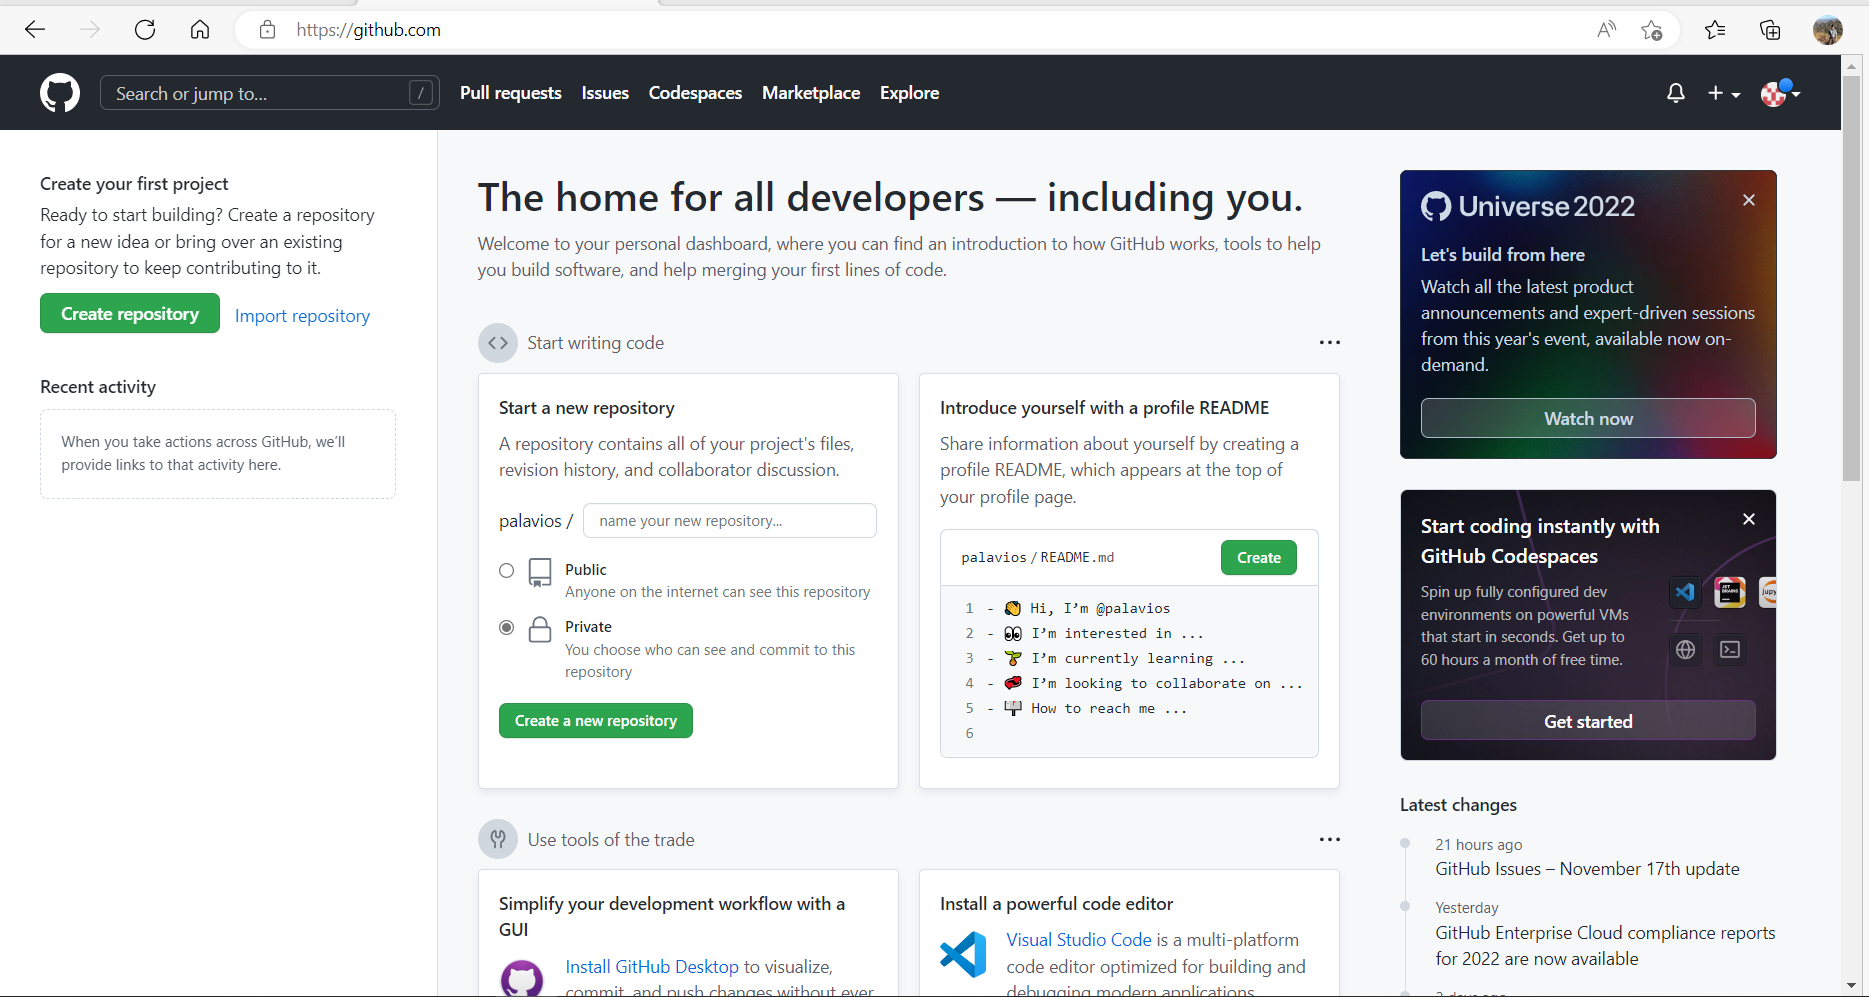 https://github.com
Search or jump to...
/
Pull requests
Issues
Codespaces
Marketplace
Explore
Create your first project
Ready to start building? Create a repository
for a new idea or bring over an existing
repository to keep contributing to it.
Create repository
Import repository
Recent activity
When you take actions across GitHub, we'll
provide links to that activity here.
The home for all developers — including you.
Welcome to your personal dashboard, where you can find an introduction to how GitHub works, tools to help
you build software, and help merging your first lines of code.
Start writing code
Start a new repository
A repository contains all of your project's files,
revision history, and collaborator discussion.
palavios /
name your new repository...
Public
Anyone on the internet can see this repository
Private
You choose who can see and commit to this
repository
Create a new repository
Introduce yourself with a profile README
Share information about yourself by creating a
profile README, which appears at the top of
your profile page.
palavios / README.md
Create
1 - 👋 Hi, I'm @palavios
2 - 👀 I'm interested in ...
3 - 🌱 I'm currently learning ...
4 - 💞️ I'm looking to collaborate on ...
5 - 📫 How to reach me ...
6
Use tools of the trade
Simplify your development workflow with a
GUI
Install GitHub Desktop to visualize,
commit, and push changes without ever
Install a powerful code editor
Visual Studio Code is a multi-platform
code editor optimized for building and
debugging modern applications.
Universe 2022
Let's build from here
Watch all the latest product
announcements and expert-driven sessions
from this year's event, available now on-
demand.
Watch now
Start coding instantly with
GitHub Codespaces
Spin up fully configured dev
environments on powerful VMs
that start in seconds. Get up to
60 hours a month of free time.
JET
BRAINS
jupy
Get started
Latest changes
21 hours ago
GitHub Issues – November 17th update
Yesterday
GitHub Enterprise Cloud compliance reports
for 2022 are now available